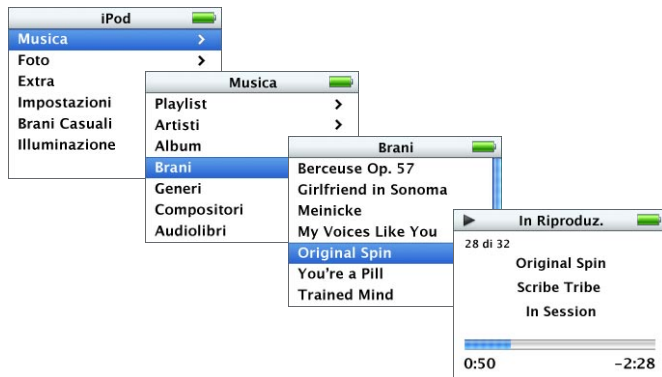 iPod
Musica
Foto
Extra
Impostazioni
Brani Casuali
Illuminazione
Musica
Playlist
Artisti
Album
Brani
Generi
Compositori
Audiolibri
Brani
Berceuse Op. 57
Girlfriend in Sonoma
Meinicke
My Voices Like You
Original Spin
You're a Pill
Trained Mind
In Riproduz.
28 di 32
Original Spin
Scribe Tribe
In Session
0:50 -2:28